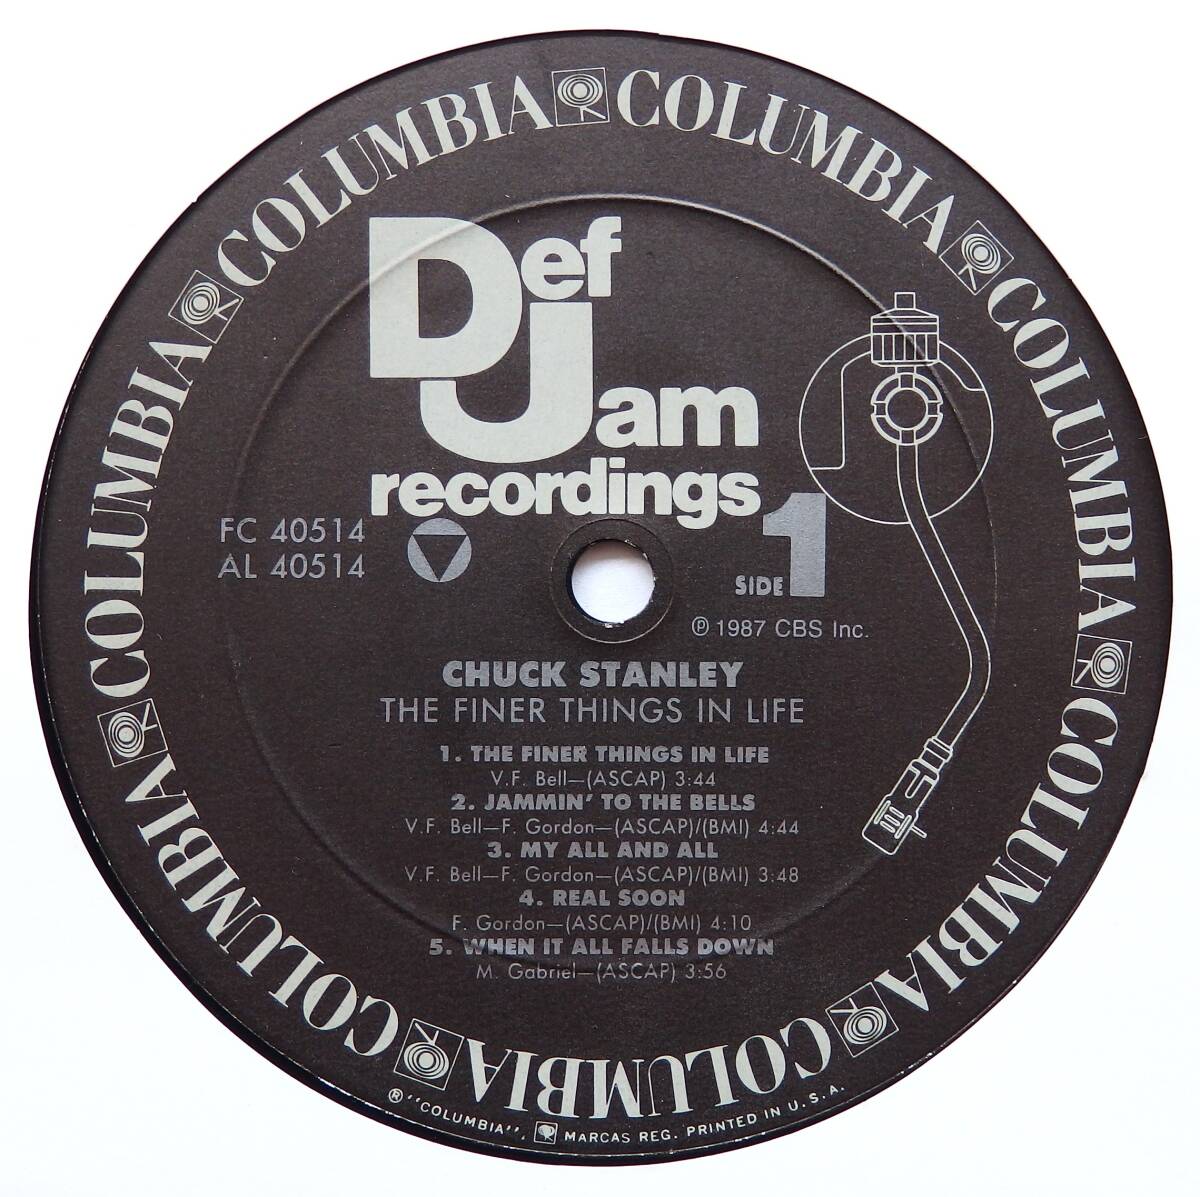 COLUMBIA COLUMBIA COLUMBIA COLUMBIA COLUMBIA COLUMBIA COLUMBIA COLUMBIA COLUMBIA COLUMBIA
Def
Jam
recordings
FC 40514
AL 40514
SIDE 1
℗ 1987 CBS Inc.
CHUCK STANLEY
THE FINER THINGS IN LIFE
1. THE FINER THINGS IN LIFE
V.F. Bell—(ASCAP) 3:44
2. JAMMIN' TO THE BELLS
V.F. Bell—F. Gordon—(ASCAP)/(BMI) 4:44
3. MY ALL AND ALL
V.F. Bell—F. Gordon—(ASCAP)/(BMI) 3:48
4. REAL SOON
F. Gordon—(ASCAP)/(BMI) 4:10
5. WHEN IT ALL FALLS DOWN
M. Gabriel—(ASCAP) 3:56
® "COLUMBIA", MARCAS REG. PRINTED IN U.S.A.